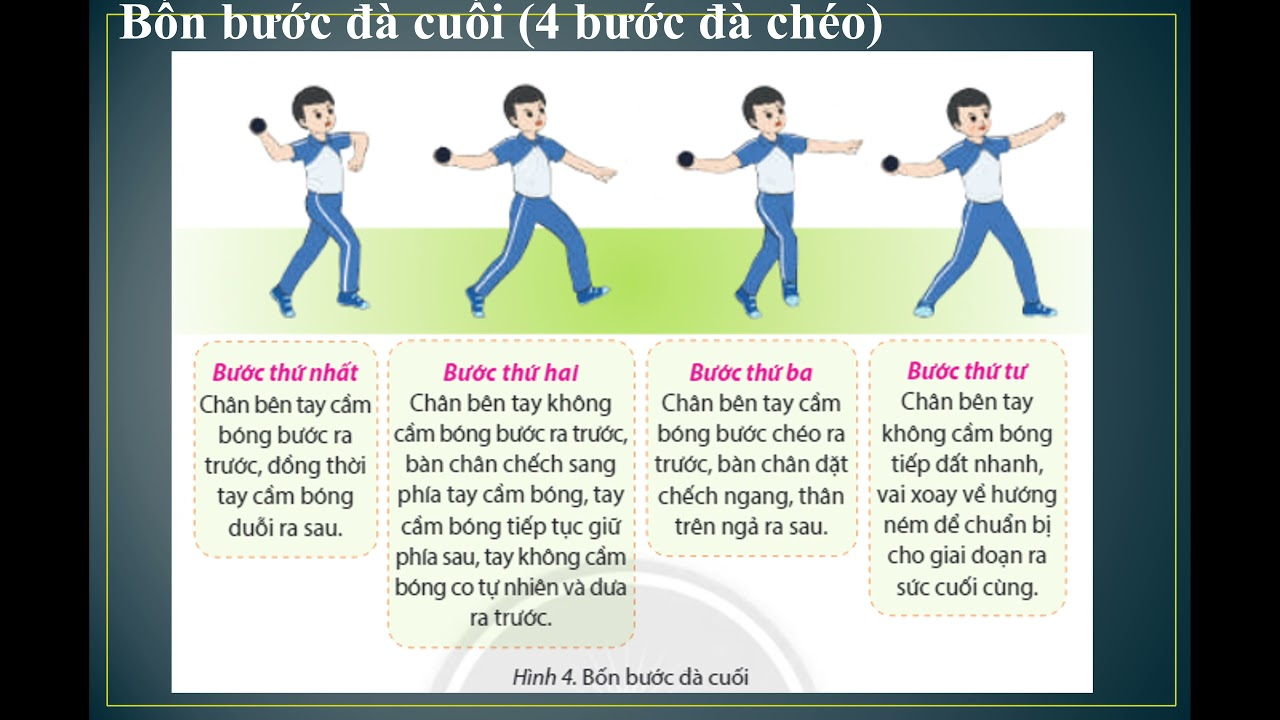 Bốn bước đà cuối (4 bước đà chéo)
Bước thứ nhất
Chân bên tay cầm
bóng bước ra
trước, đồng thời
tay cầm bóng
duỗi ra sau.
Bước thứ hai
Chân bên tay không
cầm bóng bước ra trước,
bàn chân chếch sang
phía tay cầm bóng, tay
cầm bóng tiếp tục giữ
phía sau, tay không cầm
bóng co tự nhiên và đưa
ra trước.
Bước thứ ba
Chân bên tay cầm
bóng bước chéo ra
trước, bàn chân đặt
chếch ngang, thân
trên ngả ra sau.
Bước thứ tư
Chân bên tay
không cầm bóng
tiếp đất nhanh,
vai xoay về hướng
ném để chuẩn bị
cho giai đoạn ra
sức cuối cùng.
Hình 4. Bốn bước đà cuối